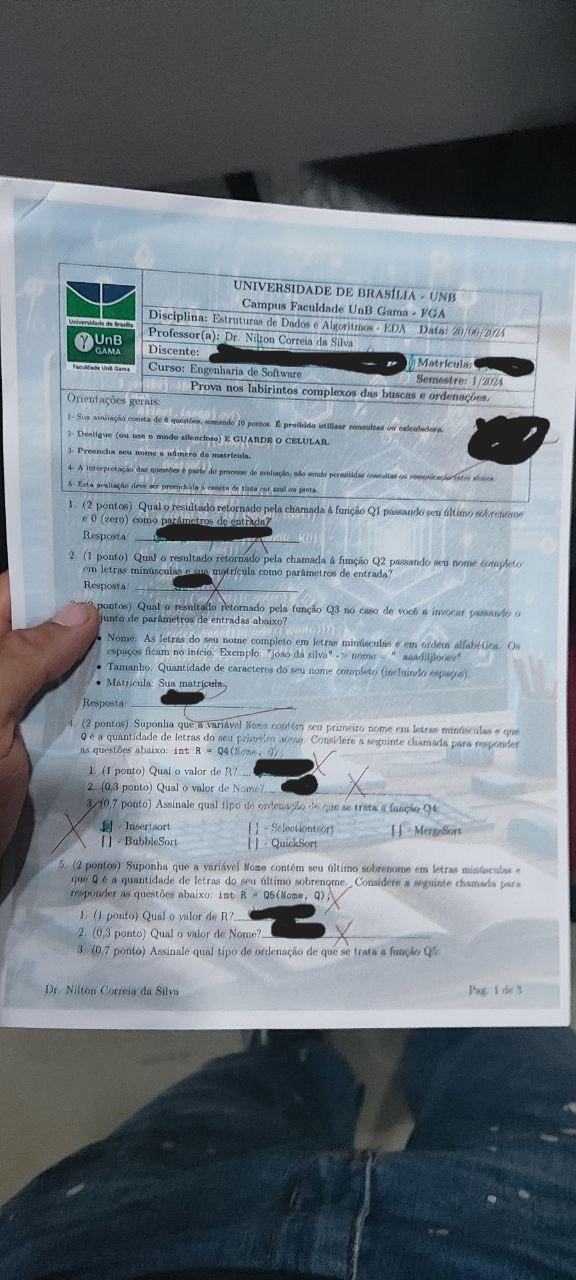 UNIVERSIDADE DE BRASÍLIA - UNB
Campus Faculdade UnB Gama - FGA
Disciplina: Estruturas de Dados e Algoritmos - EDA Data: 20/06/2024
Professor(a): Dr. Nilton Correia da Silva
Discente:
Matrícula:
Curso: Engenharia de Software
Semestre: 1/2024
Universidade de Brasília
UnB
GAMA
Faculdade UnB Gama
Prova nos labirintos complexos das buscas e ordenações.
Orientações gerais:
1- Sua avaliação consta de 6 questões, somando 10 pontos. É proibido utilizar consultas ou calculadora.
2- Desligue (ou use o modo silencioso) E GUARDE O CELULAR.
3- Preencha seu nome e número de matrícula.
4- A interpretação das questões é parte do processo de avaliação, não sendo permitidas consultas ou comunicação entre alunos.
5- Esta avaliação deve ser preenchida à caneta de tinta cor azul ou preta.
1. (2 pontos) Qual o resultado retornado pela chamada à função Q1 passando seu último sobrenome
e 0 (zero) como parâmetros de entrada?
Resposta:
2. (1 ponto) Qual o resultado retornado pela chamada à função Q2 passando seu nome completo
em letras minúsculas e sua matrícula como parâmetros de entrada?
Resposta:
pontos) Qual o resultado retornado pela função Q3 no caso de você a invocar passando o
junto de parâmetros de entradas abaixo?
• Nome: As letras do seu nome completo em letras minúsculas e em ordem alfabética. Os
espaços ficam no início. Exemplo: "joão da silva" -> nome = "
• Tamanho: Quantidade de caracteres do seu nome completo (incluindo espaços).
• Matrícula: Sua matrícula.
Resposta:
4. (2 pontos) Suponha que a variável Nome contém seu primeiro nome em letras minúsculas e que
Q é a quantidade de letras do seu primeiro nome. Considere a seguinte chamada para responder
as questões abaixo: int R = Q4(Nome, Q);
1. (1 ponto) Qual o valor de R?
2. (0,3 ponto) Qual o valor de Nome?
3. (0,7 ponto) Assinale qual tipo de ordenação de que se trata a função Q4:
[ ] - Insertsort [ ] - Selectionsort [ ] - MergeSort
[ ] - BubbleSort [ ] - QuickSort
5. (2 pontos) Suponha que a variável Nome contém seu último sobrenome em letras minúsculas e
que Q é a quantidade de letras do seu último sobrenome. Considere a seguinte chamada para
responder as questões abaixo: int R = Q5(Nome, Q);
1. (1 ponto) Qual o valor de R?
2. (0,3 ponto) Qual o valor de Nome?
3. (0,7 ponto) Assinale qual tipo de ordenação de que se trata a função Q5:
Dr. Nilton Correia da Silva
Pag. 1 de 3